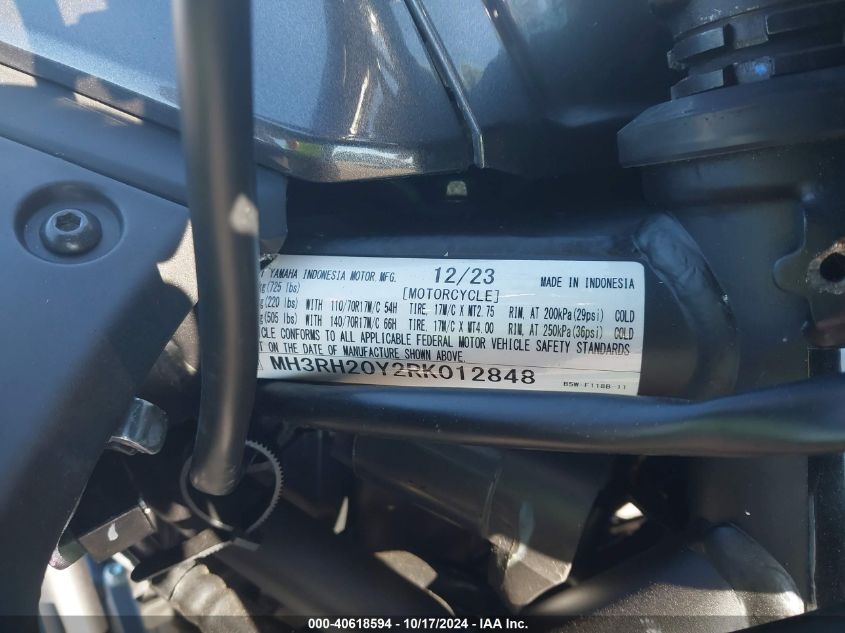 YAMAHA INDONESIA MOTOR MFG. 12/23 MADE IN INDONESIA
(725 lbs) [MOTORCYCLE]
(220 lbs) WITH 110/70R17M/C 54H TIRE, 17M/C X MT2.75 RIM, AT 200kPa(29psi) COLD
(505 lbs) WITH 140/70R17M/C 66H TIRE, 17M/C X MT4.00 RIM, AT 250kPa(36psi) COLD
CONFORMS TO ALL APPLICABLE FEDERAL MOTOR VEHICLE SAFETY STANDARDS
ON THE DATE OF MANUFACTURE SHOWN ABOVE.
MH3RH20Y2RK012848
B5W-F118B-11
000-40618594 - 10/17/2024 - IAA Inc.